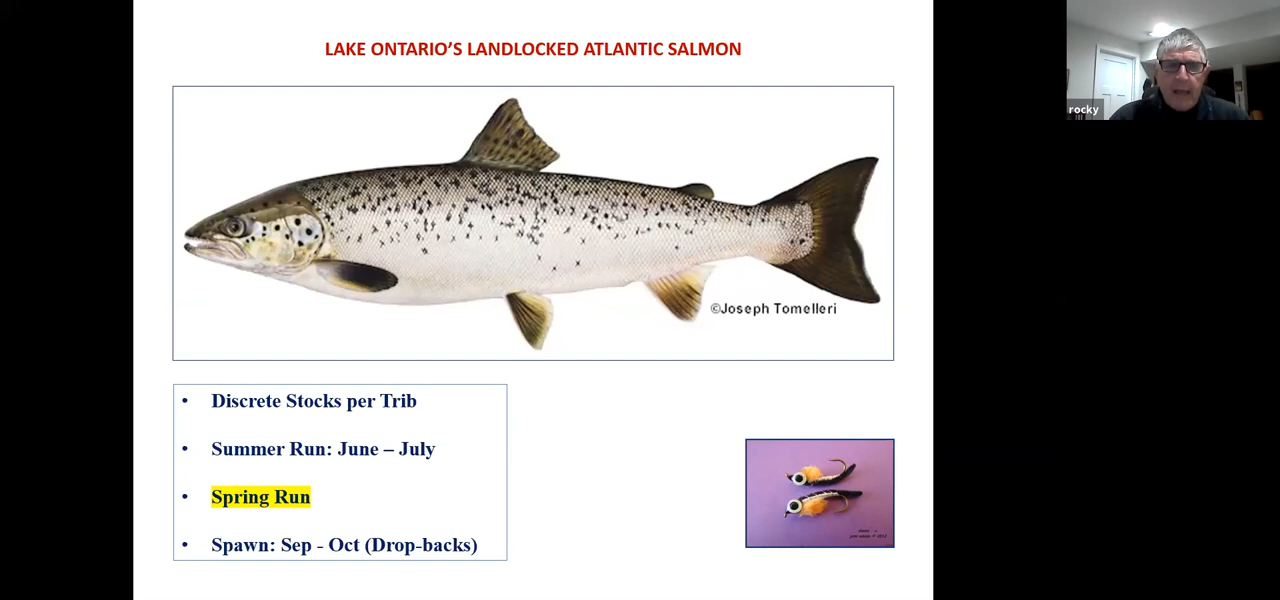 LAKE ONTARIO'S LANDLOCKED ATLANTIC SALMON
rocky
©Joseph Tomelleri
• Discrete Stocks per Trib
• Summer Run: June – July
• Spring Run
• Spawn: Sep - Oct (Drop-backs)